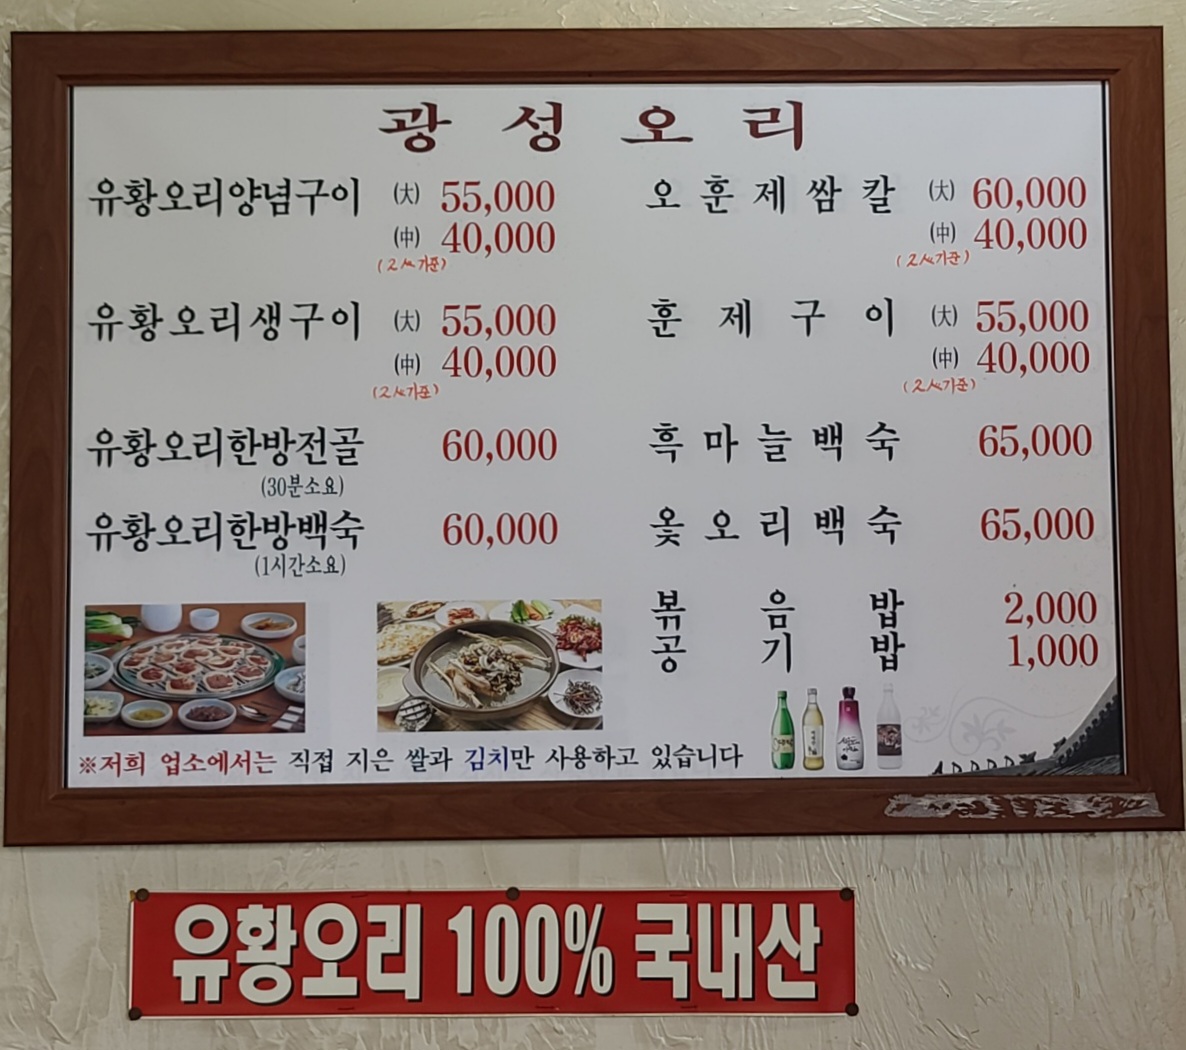 광성오리
유황오리양념구이 (大) 55,000
(中) 40,000
(2人기준)
유황오리생구이 (大) 55,000
(中) 40,000
(2人기준)
유황오리한방전골 60,000
(30분소요)
유황오리한방백숙 60,000
(1시간소요)
오훈제쌈칼 (大) 60,000
(中) 40,000
(2人기준)
훈제구이 (大) 55,000
(中) 40,000
(2人기준)
흑마늘백숙 65,000
옻오리백숙 65,000
볶음밥 2,000
공기밥 1,000
※저희 업소에서는 직접 지은 쌀과 김치만 사용하고 있습니다
유황오리 100% 국내산